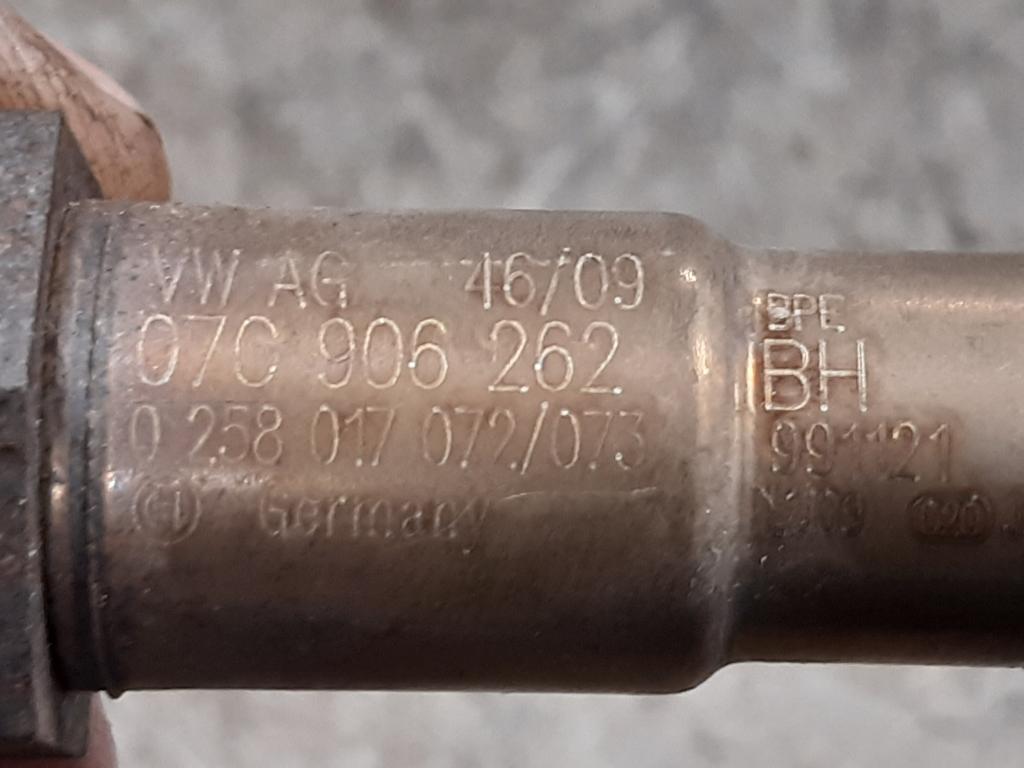 VW AG 46/09
07C 906 262
0 258 017 072/073
Germany
BPE
BH
991121